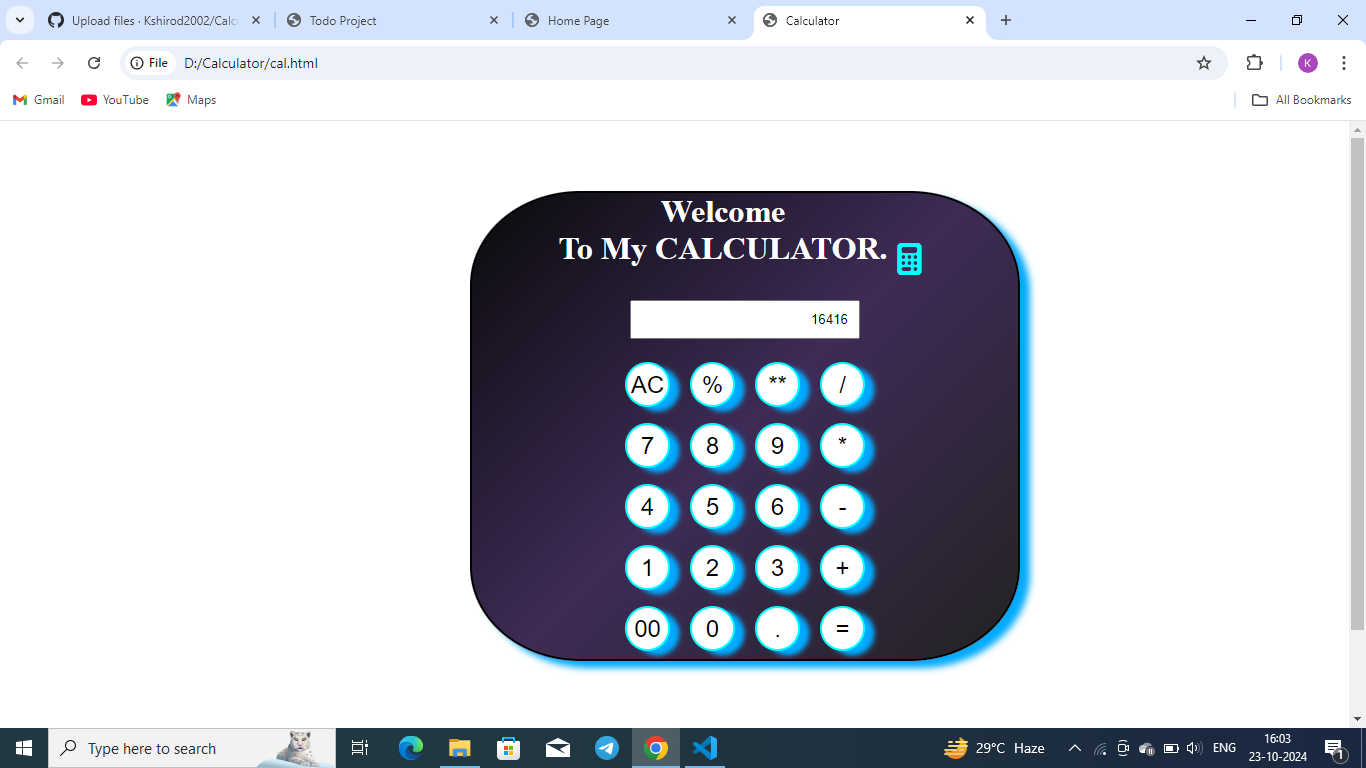 Upload files · Kshirod2002/Calc
Todo Project
Home Page
Calculator
File D:/Calculator/cal.html
K
Gmail YouTube Maps All Bookmarks
Welcome
To My CALCULATOR.
16416
AC % ** /
7 8 9 *
4 5 6 -
1 2 3 +
00 0 . =
Type here to search
29°C Haze
ENG
16:03
23-10-2024
1